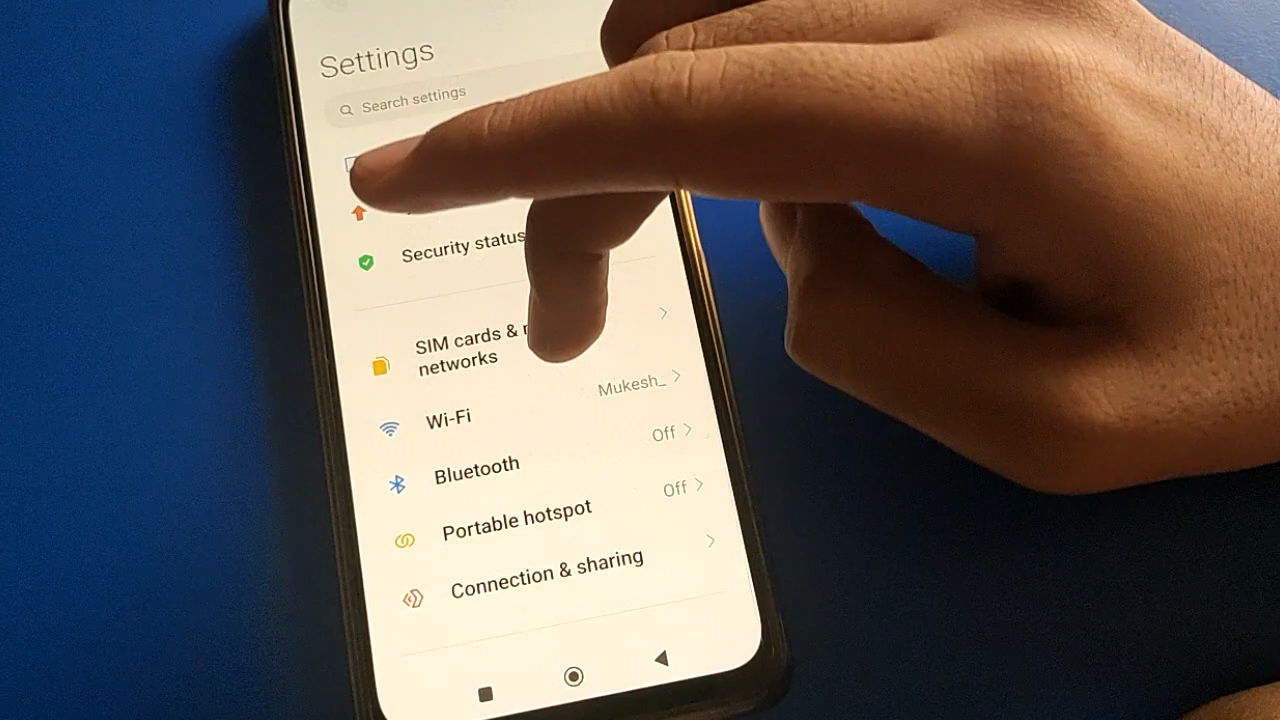 Settings
Search settings
Security status
SIM cards &
networks
Wi-Fi
Mukesh_
Bluetooth
Off
Portable hotspot
Off
Connection & sharing